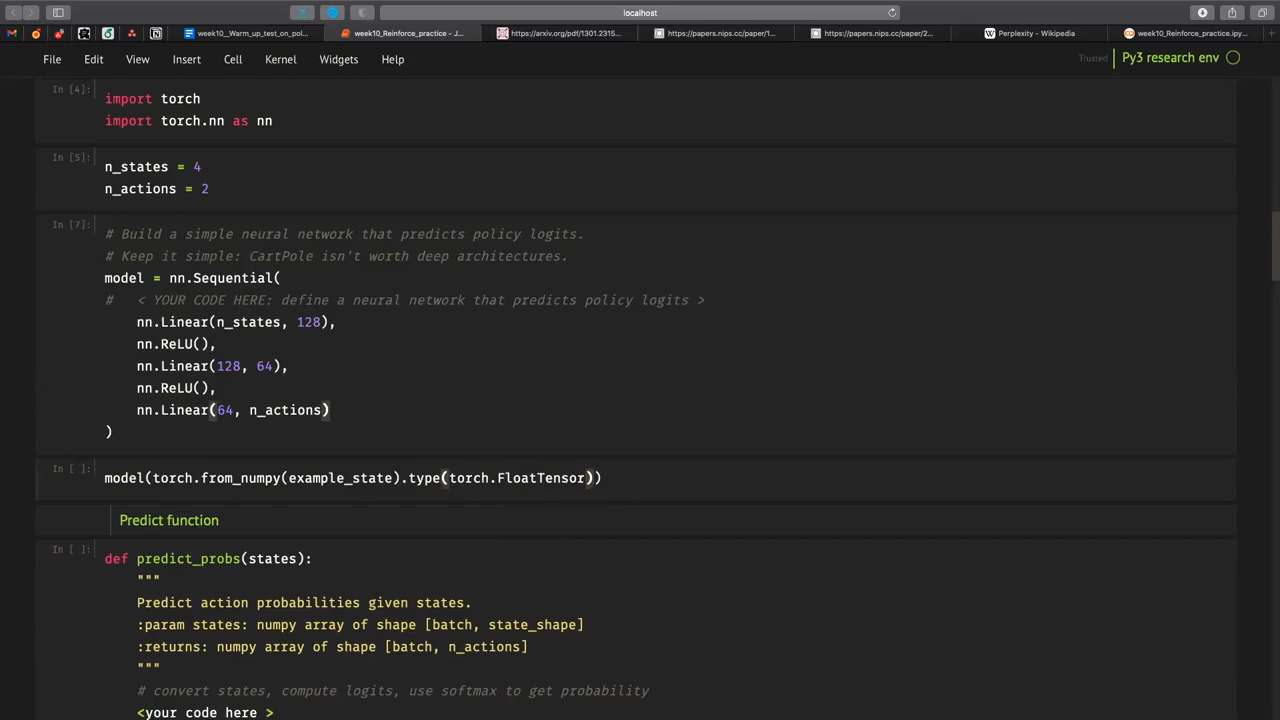 localhost
week10__Warm_up_test_on_pol...
week10_Reinforce_practice - J...
https://arxiv.org/pdf/1301.2315...
https://papers.nips.cc/paper/1...
https://papers.nips.cc/paper/2...
Perplexity - Wikipedia
week10_Reinforce_practice.ipy...
File Edit View Insert Cell Kernel Widgets Help
Trusted
Py3 research env
In [4]:
import torch
import torch.nn as nn
In [5]:
n_states = 4
n_actions = 2
In [7]:
# Build a simple neural network that predicts policy logits.
# Keep it simple: CartPole isn't worth deep architectures.
model = nn.Sequential(
#   < YOUR CODE HERE: define a neural network that predicts policy logits >
    nn.Linear(n_states, 128),
    nn.ReLU(),
    nn.Linear(128, 64),
    nn.ReLU(),
    nn.Linear(64, n_actions)
)
In [ ]:
model(torch.from_numpy(example_state).type(torch.FloatTensor))
Predict function
In [ ]:
def predict_probs(states):
    """
    Predict action probabilities given states.
    :param states: numpy array of shape [batch, state_shape]
    :returns: numpy array of shape [batch, n_actions]
    """
    # convert states, compute logits, use softmax to get probability
    <your code here >